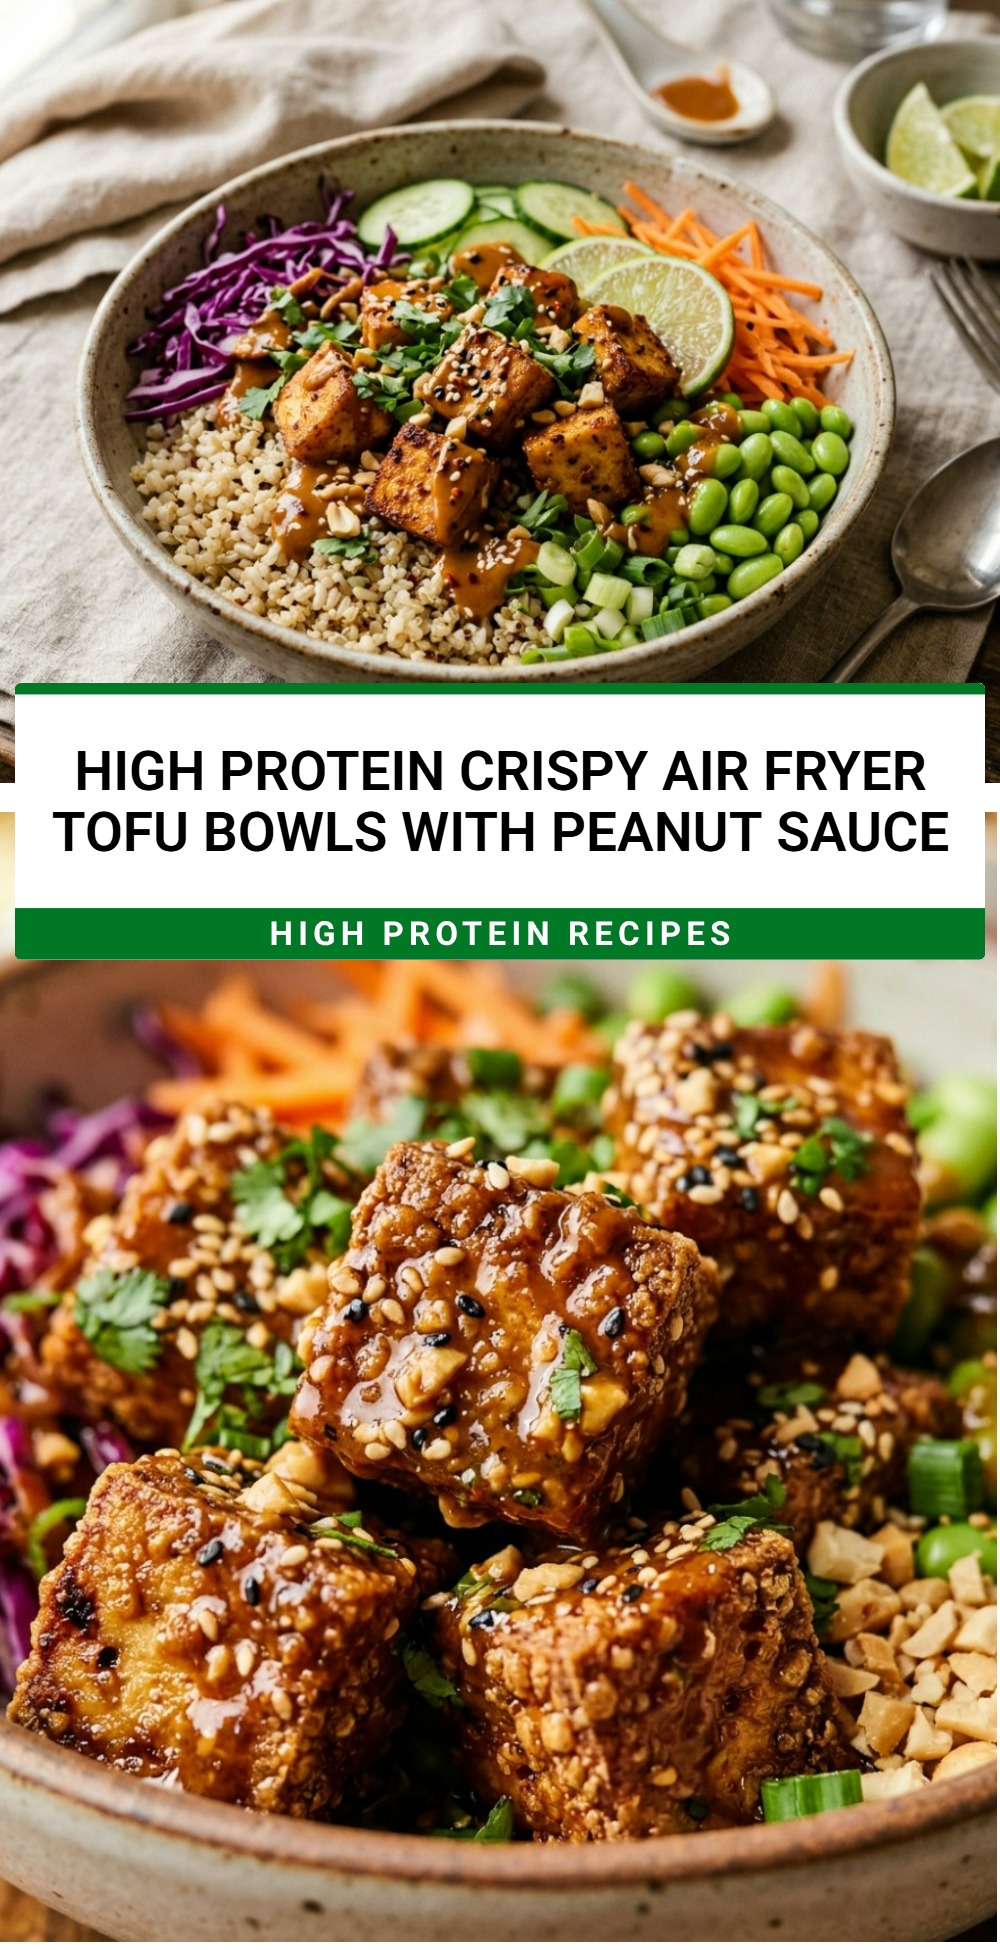 HIGH PROTEIN CRISPY AIR FRYER
TOFU BOWLS WITH PEANUT SAUCE
HIGH PROTEIN RECIPES